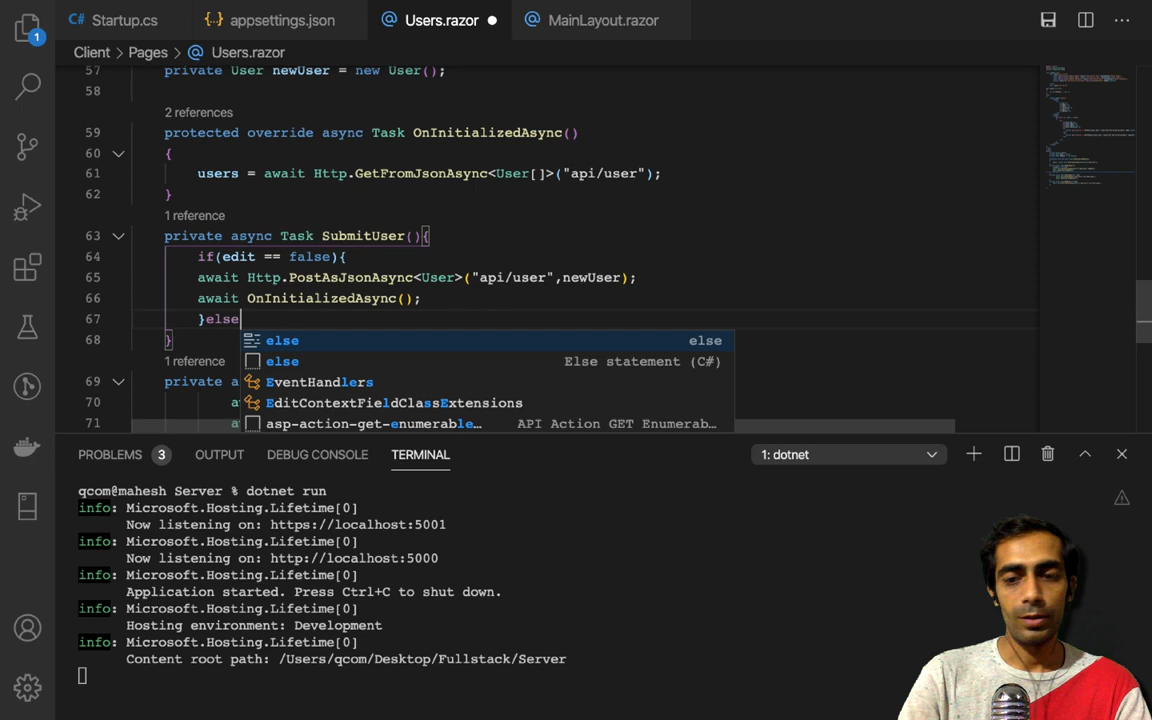 Startup.cs appsettings.json Users.razor MainLayout.razor
1
Client > Pages > Users.razor
57 private User newUser = new User();
58
2 references
59 protected override async Task OnInitializedAsync()
60 {
61 users = await Http.GetFromJsonAsync<User[]>("api/user");
62 }
1 reference
63 private async Task SubmitUser(){
64 if(edit == false){
65 await Http.PostAsJsonAsync<User>("api/user",newUser);
66 await OnInitializedAsync();
67 }else
68 }
else else
1 reference
else Else statement (C#)
69 private a
EventHandlers
70 a
EditContextFieldClassExtensions
71 a
asp-action-get-enumerable… API Action GET Enumerab…
PROBLEMS 3 OUTPUT DEBUG CONSOLE TERMINAL 1: dotnet
qcom@mahesh Server % dotnet run
info: Microsoft.Hosting.Lifetime[0]
Now listening on: https://localhost:5001
info: Microsoft.Hosting.Lifetime[0]
Now listening on: http://localhost:5000
info: Microsoft.Hosting.Lifetime[0]
Application started. Press Ctrl+C to shut down.
info: Microsoft.Hosting.Lifetime[0]
Hosting environment: Development
info: Microsoft.Hosting.Lifetime[0]
Content root path: /Users/qcom/Desktop/Fullstack/Server